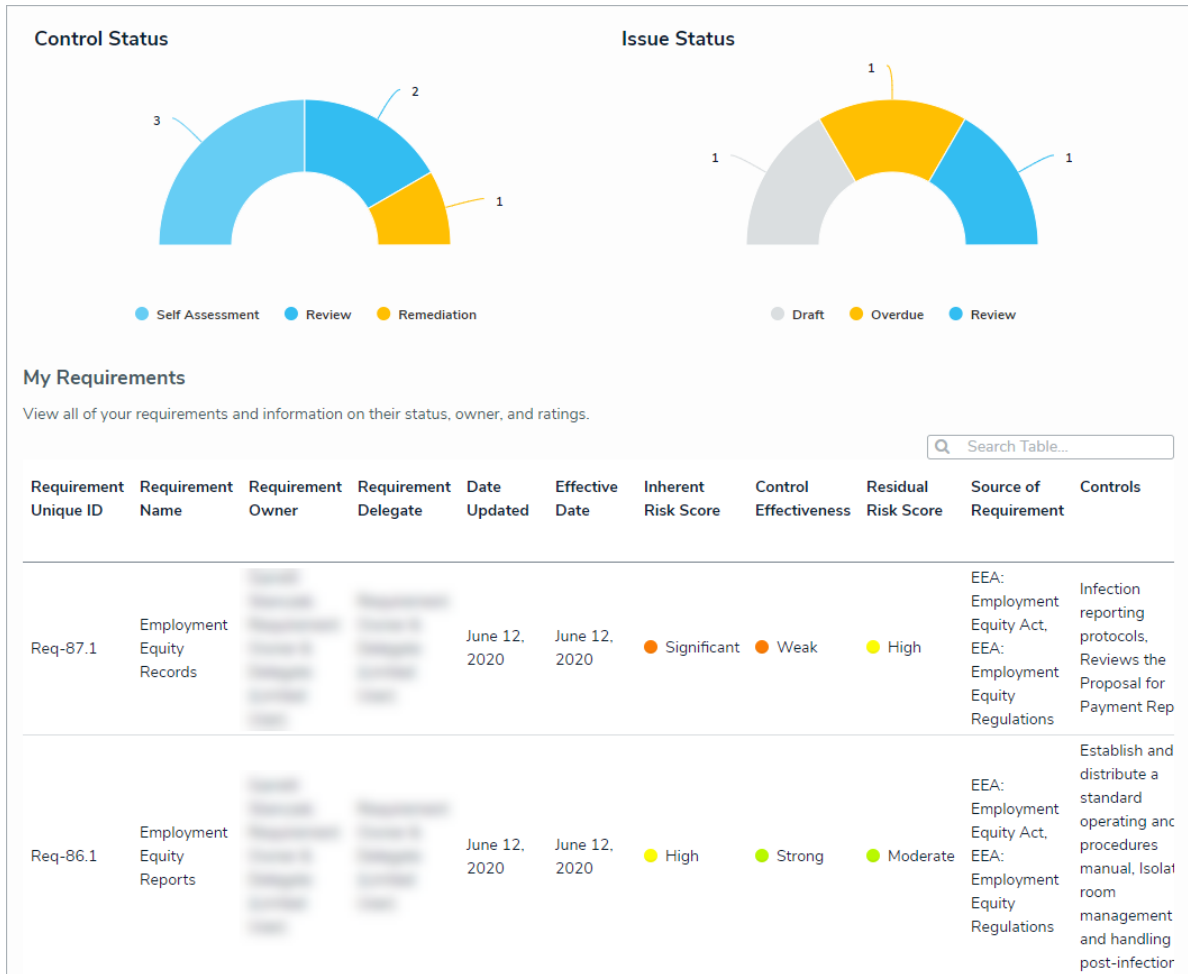 Control Status
Issue Status
3
2
1
1
1
1
Self Assessment Review Remediation
Draft Overdue Review
My Requirements
View all of your requirements and information on their status, owner, and ratings.
Search Table...
Requirement Unique ID
Requirement Name
Requirement Owner
Requirement Delegate
Date Updated
Effective Date
Inherent Risk Score
Control Effectiveness
Residual Risk Score
Source of Requirement
Controls
Req-87.1
Employment
Equity
Records
June 12,
2020
June 12,
2020
Significant
Weak
High
EEA:
Employment
Equity Act,
EEA:
Employment
Equity
Regulations
Infection
reporting
protocols,
Reviews the
Proposal for
Payment Rep
Req-86.1
Employment
Equity
Reports
June 12,
2020
June 12,
2020
High
Strong
Moderate
EEA:
Employment
Equity Act,
EEA:
Employment
Equity
Regulations
Establish and
distribute a
standard
operating and
procedures
manual, Isolat
room
management
and handling
post-infection